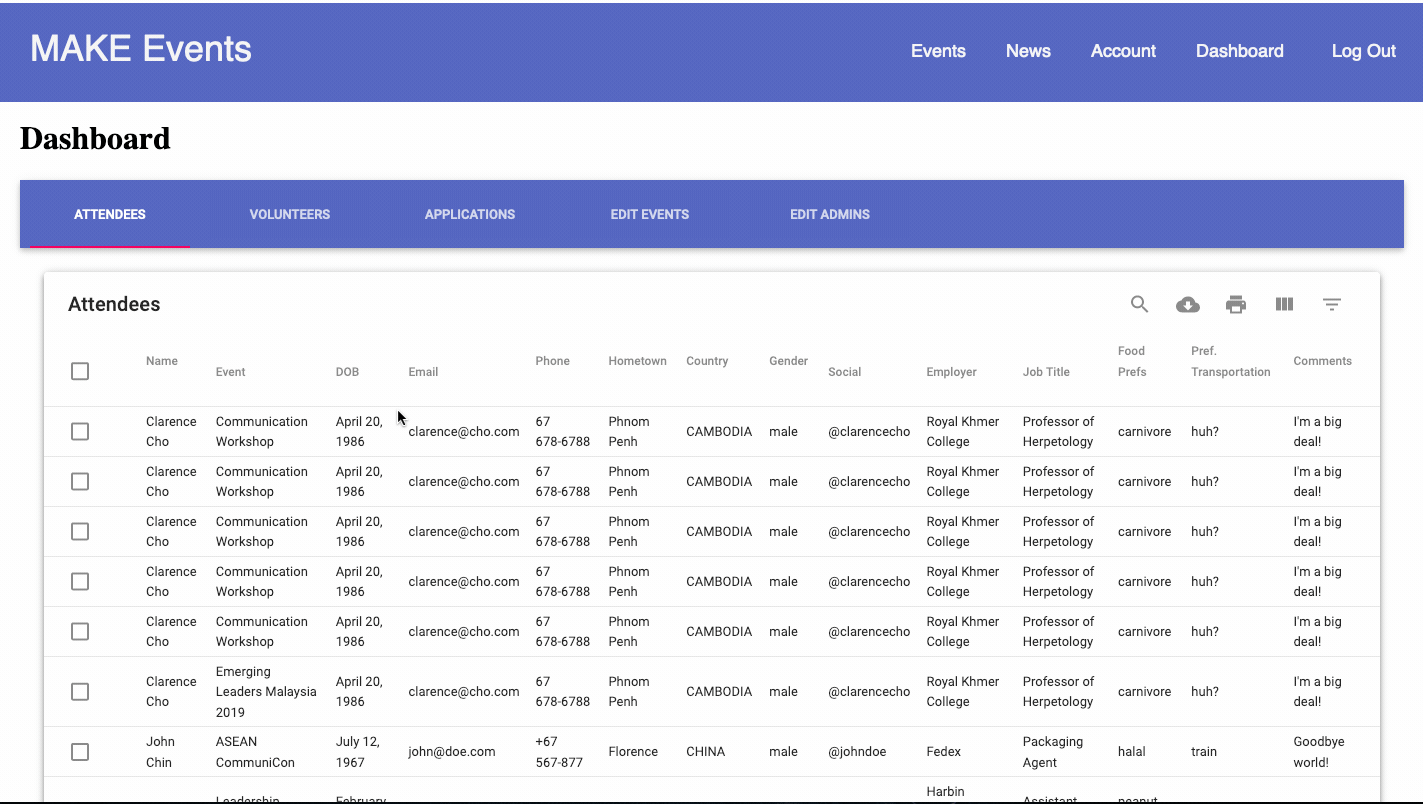 MAKE Events
Events News Account Dashboard Log Out
Dashboard
ATTENDEES VOLUNTEERS APPLICATIONS EDIT EVENTS EDIT ADMINS
Attendees
Name Event DOB Email Phone Hometown Country Gender Social Employer Job Title Food Prefs Pref. Transportation Comments
Clarence Cho Communication Workshop April 20, 1986 clarence@cho.com 67 678-6788 Phnom Penh CAMBODIA male @clarencecho Royal Khmer College Professor of Herpetology carnivore huh? I'm a big deal!
Clarence Cho Communication Workshop April 20, 1986 clarence@cho.com 67 678-6788 Phnom Penh CAMBODIA male @clarencecho Royal Khmer College Professor of Herpetology carnivore huh? I'm a big deal!
Clarence Cho Communication Workshop April 20, 1986 clarence@cho.com 67 678-6788 Phnom Penh CAMBODIA male @clarencecho Royal Khmer College Professor of Herpetology carnivore huh? I'm a big deal!
Clarence Cho Communication Workshop April 20, 1986 clarence@cho.com 67 678-6788 Phnom Penh CAMBODIA male @clarencecho Royal Khmer College Professor of Herpetology carnivore huh? I'm a big deal!
Clarence Cho Communication Workshop April 20, 1986 clarence@cho.com 67 678-6788 Phnom Penh CAMBODIA male @clarencecho Royal Khmer College Professor of Herpetology carnivore huh? I'm a big deal!
Clarence Cho Emerging Leaders Malaysia 2019 April 20, 1986 clarence@cho.com 67 678-6788 Phnom Penh CAMBODIA male @clarencecho Royal Khmer College Professor of Herpetology carnivore huh? I'm a big deal!
John Chin ASEAN CommuniCon July 12, 1967 john@doe.com +67 567-877 Florence CHINA male @johndoe Fedex Packaging Agent halal train Goodbye world!
Leadership February Harbin Assistant peanut